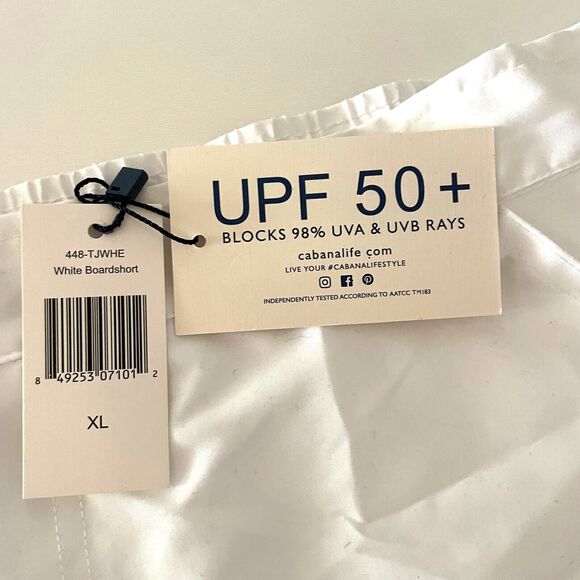 448-TJWHE
White Boardshort
8 49253 07101 2
XL
UPF 50+
BLOCKS 98% UVA & UVB RAYS
cabanalife.com
LIVE YOUR #CABANALIFESTYLE
INDEPENDENTLY TESTED ACCORDING TO AATCC TM183